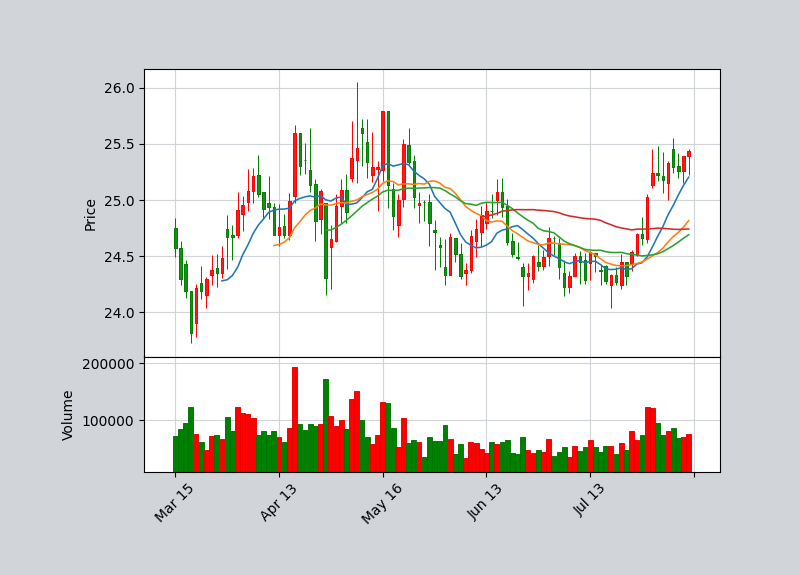 26.0
25.5
25.0
24.5
24.0
Price
200000
100000
Volume
Mar 15
Apr 13
May 16
Jun 13
Jul 13